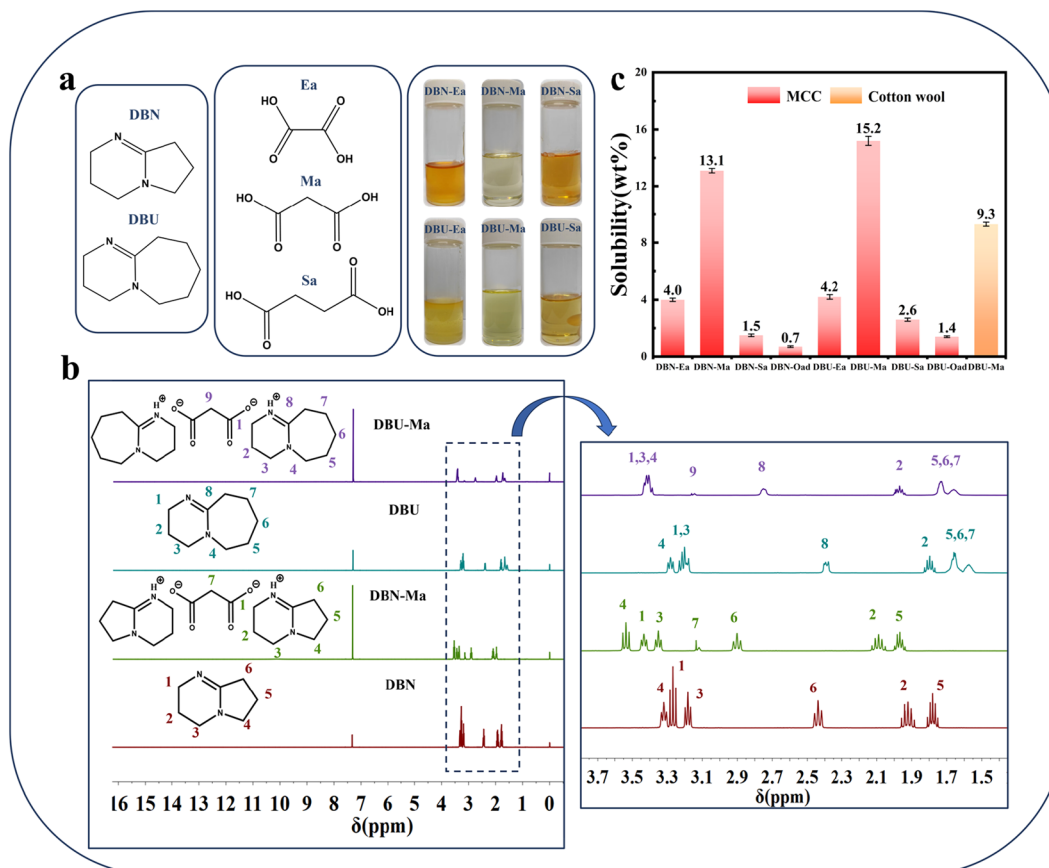 a
DBN
N
N
DBU
N
N
Ea
HO
O
O
OH
Ma
HO
OH
O
O
Sa
O
HO
OH
O
DBN-Ea DBN-Ma DBN-Sa
DBU-Ea DBU-Ma DBU-Sa
c
Solubility(wt%)
20
16
12
8
4
0
MCC
Cotton wool
4.0
13.1
1.5
0.7
4.2
15.2
2.6
1.4
9.3
DBN-Ea DBN-Ma DBN-Sa DBN-Oad DBU-Ea DBU-Ma DBU-Sa DBU-Oad DBU-Ma
b
H ⊕ N N
⊖ O O ⊖
O O
9 1
H ⊕ N N
8 7 6 5 4 3 2
DBU-Ma
N N
1 8 7 6 5 4 3 2
DBU
H ⊕ N N
⊖ O O ⊖
O O
7 1
H ⊕ N N
6 5 4 3 2
DBN-Ma
N N
1 6 5 4 3 2
DBN
16 15 14 13 12 11 10 9 8 7 6 5 4 3 2 1 0
δ(ppm)
1,3,4 9 8 2 5,6,7
4 1,3 8 2 5,6,7
4 1 3 7 6 2 5
4 1 3 6 2 5
3.7 3.5 3.3 3.1 2.9 2.7 2.5 2.3 2.1 1.9 1.7 1.5
δ(ppm)